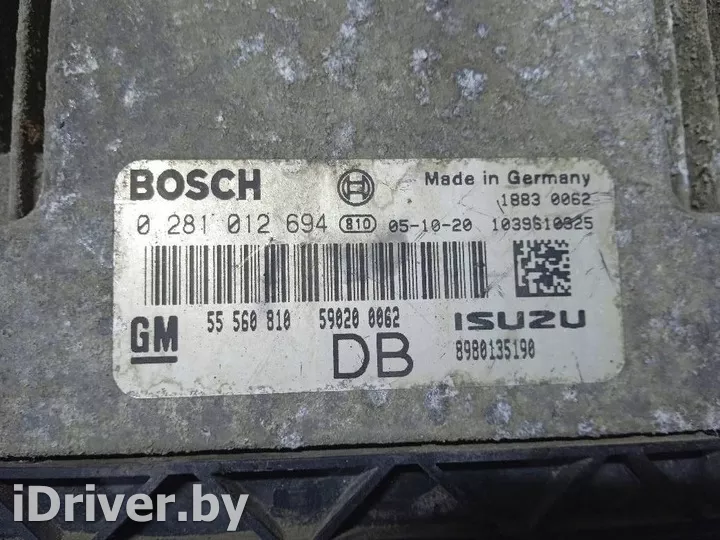 BOSCH
Made in Germany
1883 0062
0 281 012 694 810 05-10-20 1039S10325
GM
55 560 810 59020 0062
DB
ISUZU
8980135190
iDriver.by